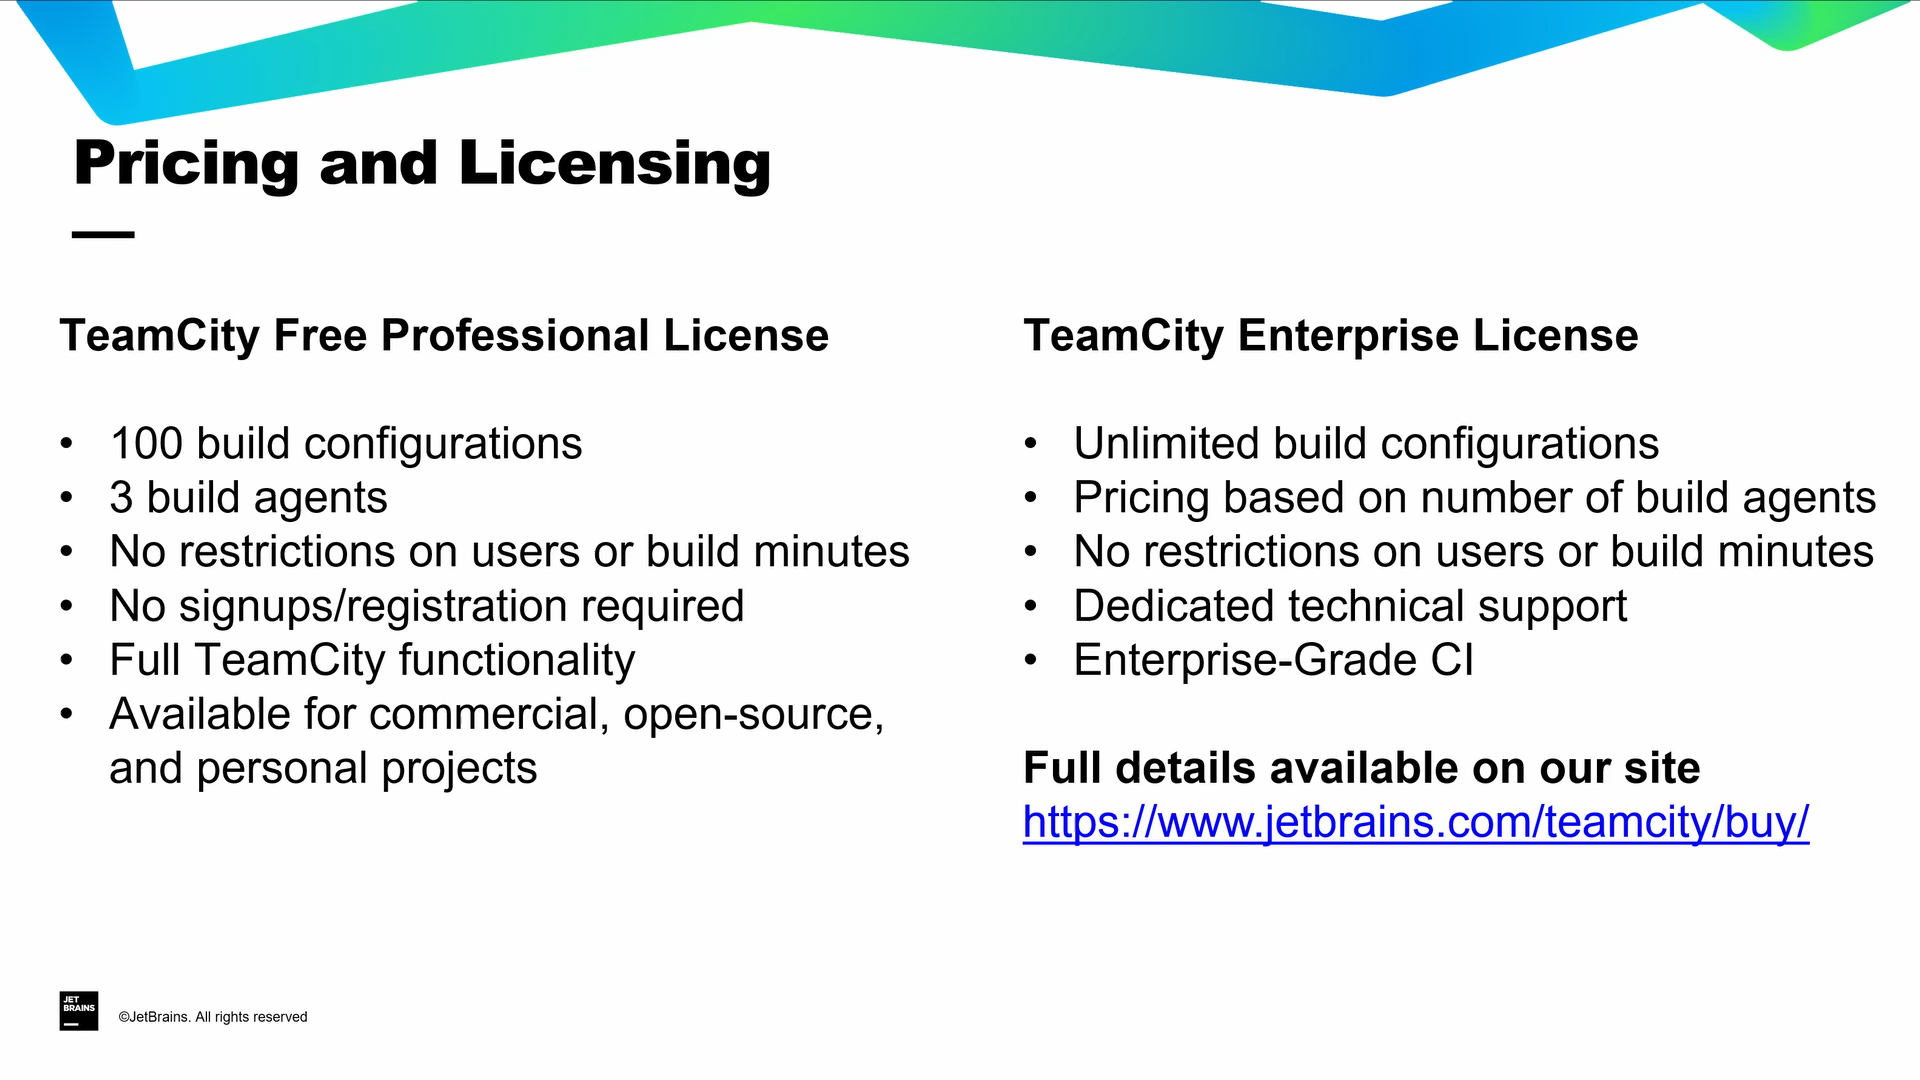 Pricing and Licensing
TeamCity Free Professional License
• 100 build configurations
• 3 build agents
• No restrictions on users or build minutes
• No signups/registration required
• Full TeamCity functionality
• Available for commercial, open-source,
and personal projects
TeamCity Enterprise License
• Unlimited build configurations
• Pricing based on number of build agents
• No restrictions on users or build minutes
• Dedicated technical support
• Enterprise-Grade CI
Full details available on our site
https://www.jetbrains.com/teamcity/buy/
JET
BRAINS
©JetBrains. All rights reserved